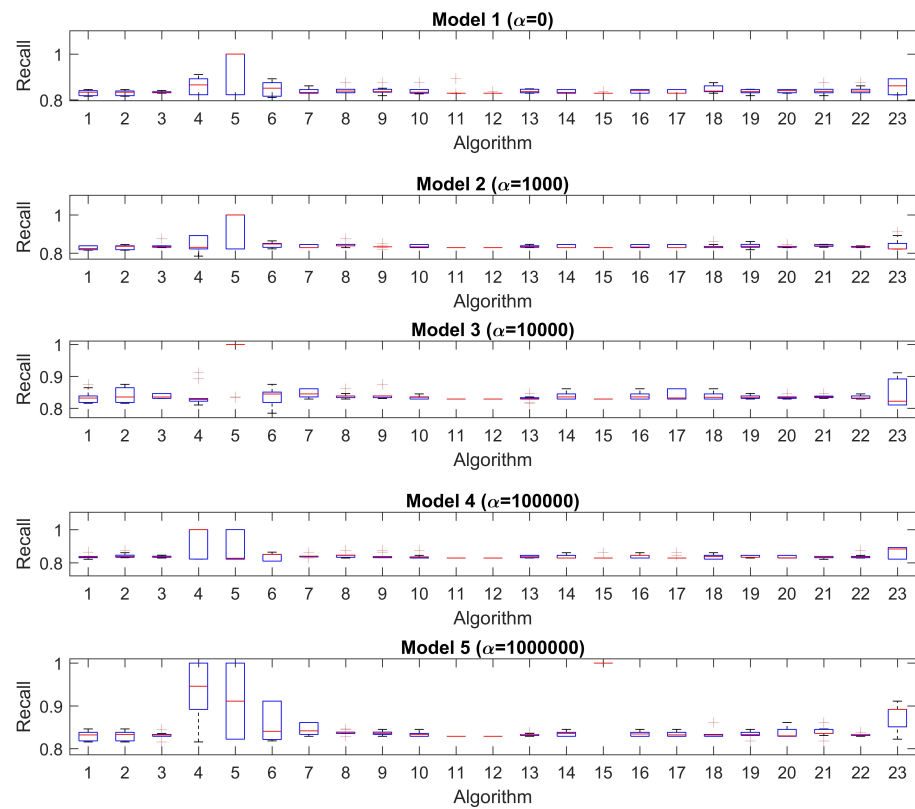 Model 1 (α=0)
Recall
1
0.8
1 2 3 4 5 6 7 8 9 10 11 12 13 14 15 16 17 18 19 20 21 22 23
Algorithm
Model 2 (α=1000)
Recall
1
0.8
1 2 3 4 5 6 7 8 9 10 11 12 13 14 15 16 17 18 19 20 21 22 23
Algorithm
Model 3 (α=10000)
Recall
1
0.9
0.8
1 2 3 4 5 6 7 8 9 10 11 12 13 14 15 16 17 18 19 20 21 22 23
Algorithm
Model 4 (α=100000)
Recall
1
0.8
1 2 3 4 5 6 7 8 9 10 11 12 13 14 15 16 17 18 19 20 21 22 23
Algorithm
Model 5 (α=1000000)
Recall
1
0.9
0.8
1 2 3 4 5 6 7 8 9 10 11 12 13 14 15 16 17 18 19 20 21 22 23
Algorithm